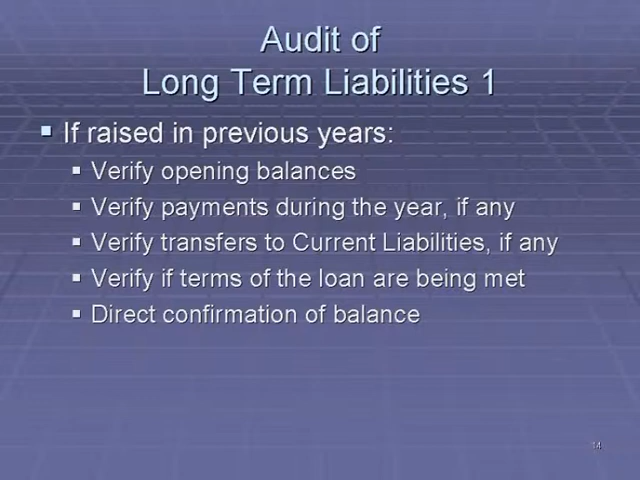 Audit of
Long Term Liabilities 1
If raised in previous years:
Verify opening balances
Verify payments during the year, if any
Verify transfers to Current Liabilities, if any
Verify if terms of the loan are being met
Direct confirmation of balance
14